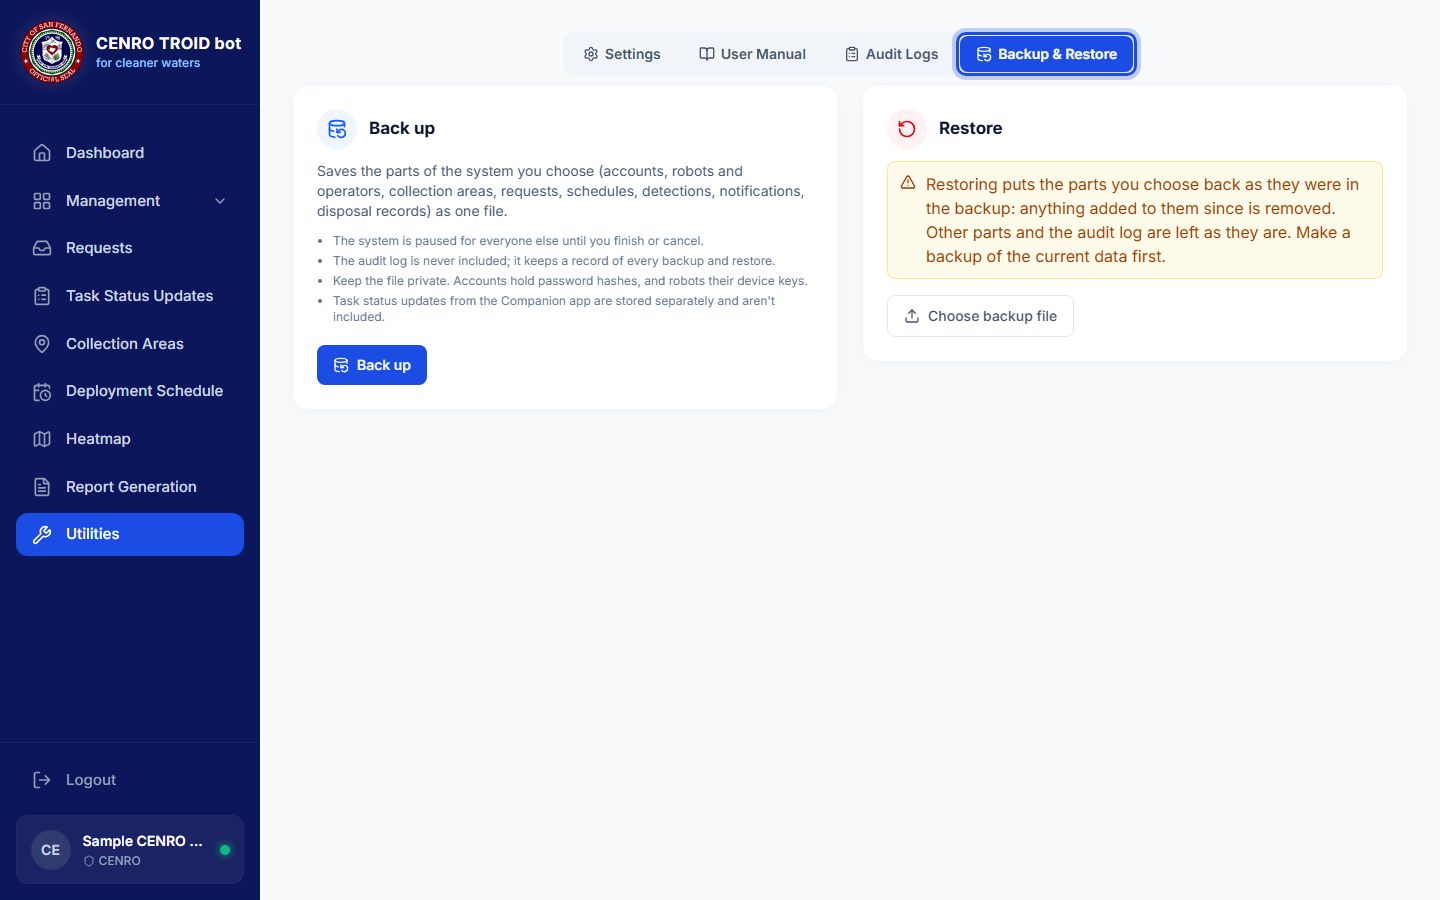 CITY OF SAN FERNANDO
OFFICIAL SEAL
CENRO TROID bot
for cleaner waters
Dashboard
Management
Requests
Task Status Updates
Collection Areas
Deployment Schedule
Heatmap
Report Generation
Utilities
Logout
CE
Sample CENRO ...
CENRO
Settings
User Manual
Audit Logs
Backup & Restore
Back up
Saves the parts of the system you choose (accounts, robots and
operators, collection areas, requests, schedules, detections, notifications,
disposal records) as one file.
• The system is paused for everyone else until you finish or cancel.
• The audit log is never included; it keeps a record of every backup and restore.
• Keep the file private. Accounts hold password hashes, and robots their device keys.
• Task status updates from the Companion app are stored separately and aren't
included.
Back up
Restore
Restoring puts the parts you choose back as they were in
the backup: anything added to them since is removed.
Other parts and the audit log are left as they are. Make a
backup of the current data first.
Choose backup file